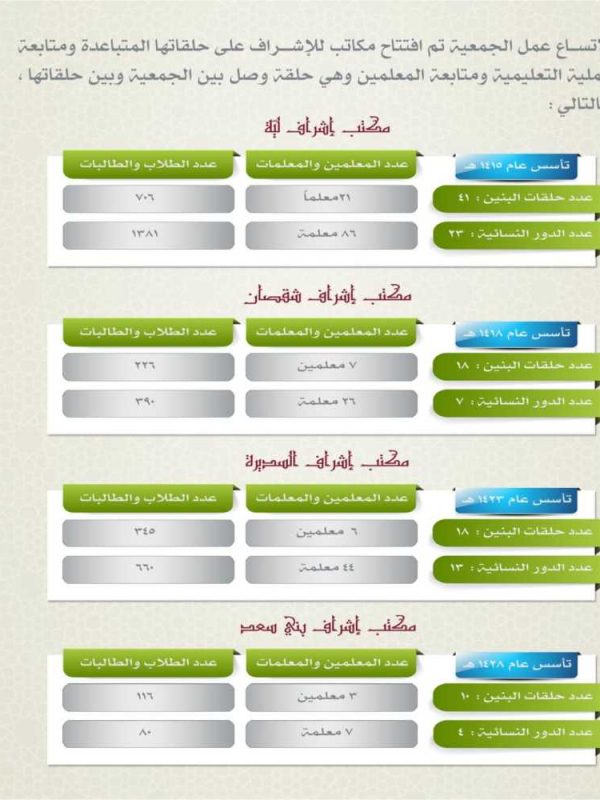 لاتساع عمل الجمعية تم افتتاح مكاتب للإشراف على حلقاتها المتباعدة ومتابعة
ملية التعليمية ومتابعة المعلمين وهي حلقة وصل بين الجمعية وبين حلقاتها ،
التالي :
مكتب إشراف ليّة
تأسس عام ١٤١٥ هـ عدد المعلمين والمعلمات عدد الطلاب والطالبات
عدد حلقات البنين : ٤١ ٢١معلماً ٧٠٦
عدد الدور النسائية : ٢٣ ٨٦ معلمة ١٣٨١
مكتب إشراف شقصان
تأسس عام ١٤١٨ هـ عدد المعلمين والمعلمات عدد الطلاب والطالبات
عدد حلقات البنين : ١٨ ٧ معلمين ٢٢٦
عدد الدور النسائية : ٧ ٢٦ معلمة ٣٩٠
مكتب إشراف السديرة
تأسس عام ١٤٢٣ هـ عدد المعلمين والمعلمات عدد الطلاب والطالبات
عدد حلقات البنين : ١٨ ٦ معلمين ٣٤٥
عدد الدور النسائية : ١٣ ٤٤ معلمة ٦٦٠
مكتب إشراف بني سعد
تأسس عام ١٤٢٨ هـ عدد المعلمين والمعلمات عدد الطلاب والطالبات
عدد حلقات البنين : ١٠ ٣ معلمين ١١٦
عدد الدور النسائية : ٤ ٧ معلمة ٨٠